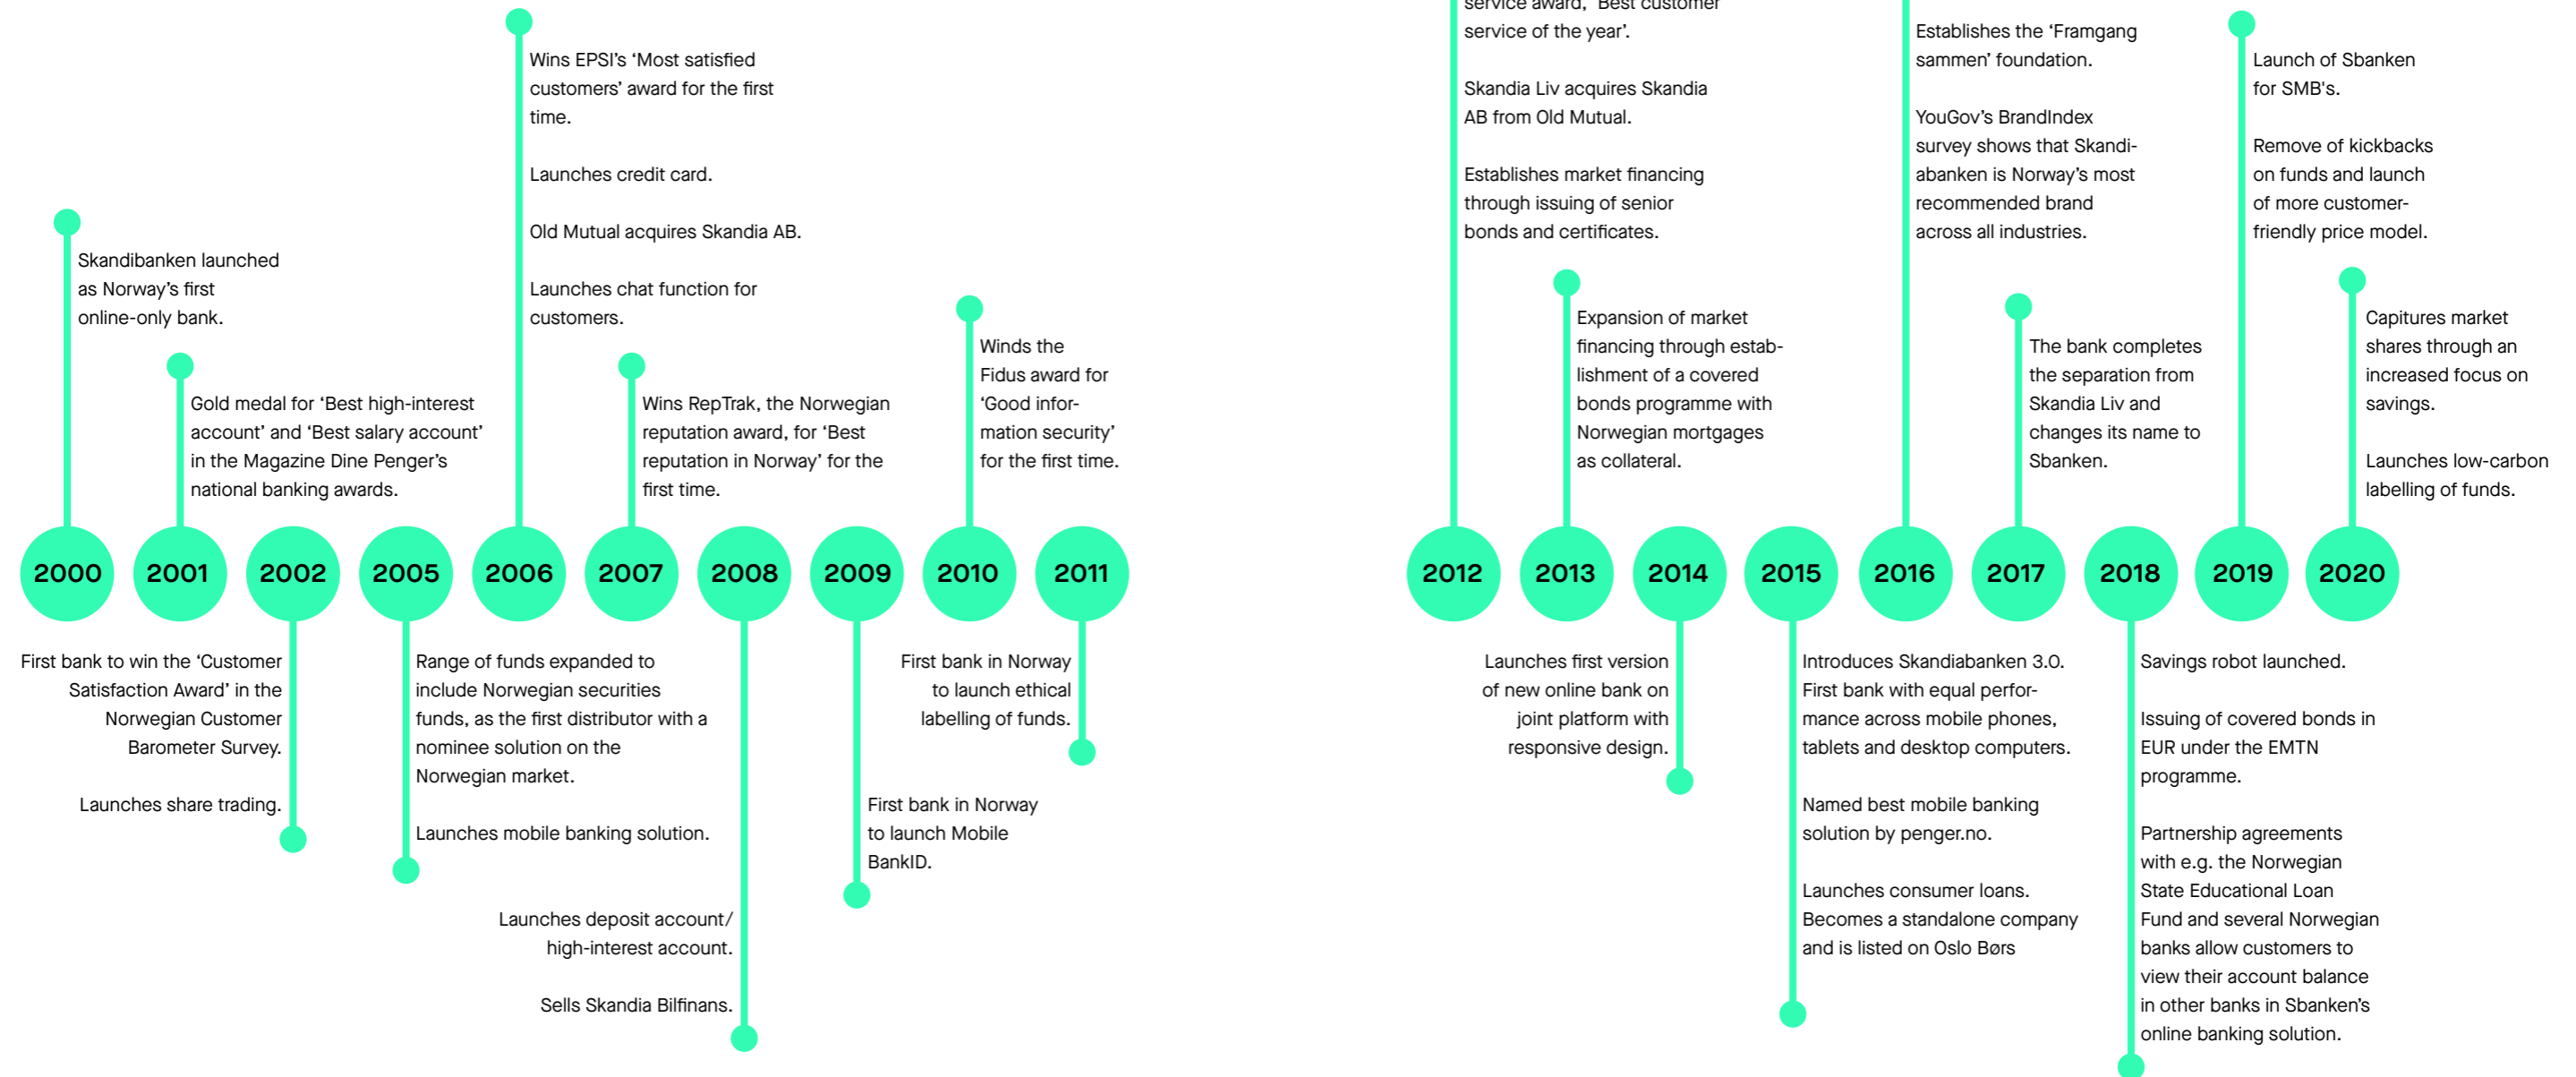 Skandibanken launched
as Norway’s first
online-only bank.
Gold medal for ‘Best high-interest
account’ and ‘Best salary account’
in the Magazine Dine Penger’s
national banking awards.
Wins EPSI’s ‘Most satisfied
customers’ award for the first
time.
Launches credit card.
Old Mutual acquires Skandia AB.
Launches chat function for
customers.
Wins RepTrak, the Norwegian
reputation award, for ‘Best
reputation in Norway’ for the
first time.
Winds the
Fidus award for
‘Good infor-
mation security’
for the first time.
2000 2001 2002 2005 2006 2007 2008 2009 2010 2011
First bank to win the ‘Customer
Satisfaction Award’ in the
Norwegian Customer
Barometer Survey.
Launches share trading.
Range of funds expanded to
include Norwegian securities
funds, as the first distributor with a
nominee solution on the
Norwegian market.
Launches mobile banking solution.
Launches deposit account/
high-interest account.
Sells Skandia Bilfinans.
First bank in Norway
to launch Mobile
BankID.
First bank in Norway
to launch ethical
labelling of funds.
service award, ‘Best customer
service of the year’.
Skandia Liv acquires Skandia
AB from Old Mutual.
Establishes market financing
through issuing of senior
bonds and certificates.
Expansion of market
financing through estab-
lishment of a covered
bonds programme with
Norwegian mortgages
as collateral.
Establishes the ‘Framgang
sammen’ foundation.
YouGov’s BrandIndex
survey shows that Skandi-
abanken is Norway’s most
recommended brand
across all industries.
The bank completes
the separation from
Skandia Liv and
changes its name to
Sbanken.
Launch of Sbanken
for SMB's.
Remove of kickbacks
on funds and launch
of more customer-
friendly price model.
Capitures market
shares through an
increased focus on
savings.
Launches low-carbon
labelling of funds.
2012 2013 2014 2015 2016 2017 2018 2019 2020
Launches first version
of new online bank on
joint platform with
responsive design.
Introduces Skandiabanken 3.0.
First bank with equal perfor-
mance across mobile phones,
tablets and desktop computers.
Named best mobile banking
solution by penger.no.
Launches consumer loans.
Becomes a standalone company
and is listed on Oslo Børs
Savings robot launched.
Issuing of covered bonds in
EUR under the EMTN
programme.
Partnership agreements
with e.g. the Norwegian
State Educational Loan
Fund and several Norwegian
banks allow customers to
view their account balance
in other banks in Sbanken’s
online banking solution.